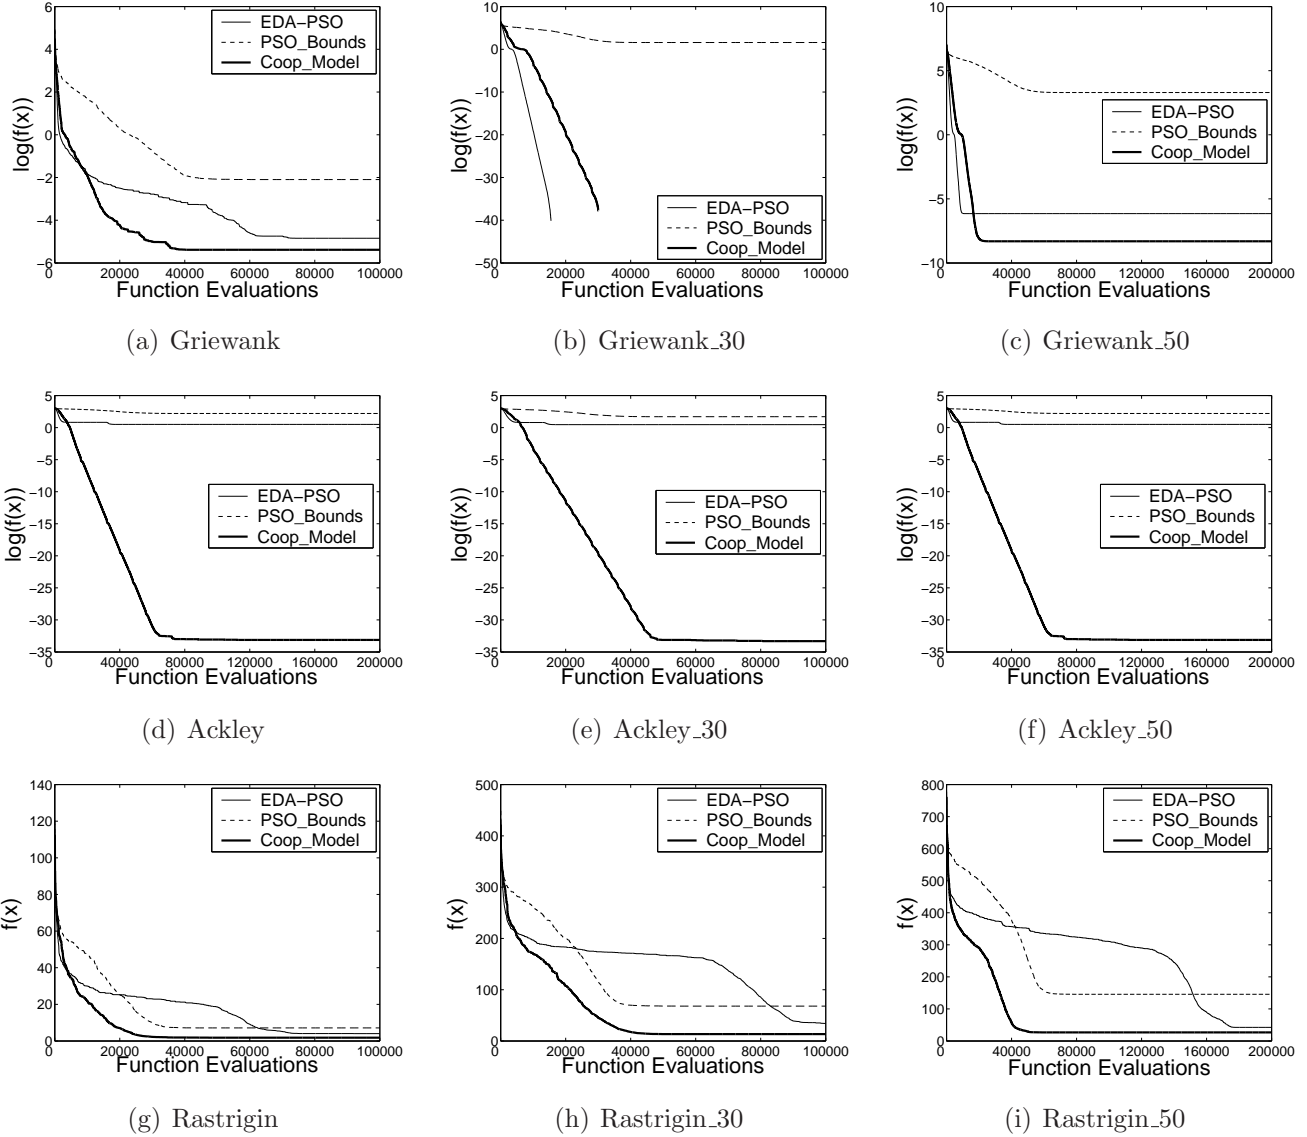 6
4
2
0
−2
−4
−6
log(f(x))
0
20000
40000
60000
80000
100000
Function Evaluations
EDA−PSO
PSO_Bounds
Coop_Model
(a) Griewank
10
0
−10
−20
−30
−40
−50
log(f(x))
0
20000
40000
60000
80000
100000
Function Evaluations
EDA−PSO
PSO_Bounds
Coop_Model
(b) Griewank_30
10
5
0
−5
−10
log(f(x))
0
40000
80000
120000
160000
200000
Function Evaluations
EDA−PSO
PSO_Bounds
Coop_Model
(c) Griewank_50
5
0
−5
−10
−15
−20
−25
−30
−35
log(f(x))
0
40000
80000
120000
160000
200000
Function Evaluations
EDA−PSO
PSO_Bounds
Coop_Model
(d) Ackley
5
0
−5
−10
−15
−20
−25
−30
−35
log(f(x))
0
20000
40000
60000
80000
100000
Function Evaluations
EDA−PSO
PSO_Bounds
Coop_Model
(e) Ackley_30
5
0
−5
−10
−15
−20
−25
−30
−35
log(f(x))
0
40000
80000
120000
160000
200000
Function Evaluations
EDA−PSO
PSO_Bounds
Coop_Model
(f) Ackley_50
140
120
100
80
60
40
20
0
f(x)
0
20000
40000
60000
80000
100000
Function Evaluations
EDA−PSO
PSO_Bounds
Coop_Model
(g) Rastrigin
500
400
300
200
100
0
f(x)
0
20000
40000
60000
80000
100000
Function Evaluations
EDA−PSO
PSO_Bounds
Coop_Model
(h) Rastrigin_30
800
700
600
500
400
300
200
100
0
f(x)
0
40000
80000
120000
160000
200000
Function Evaluations
EDA−PSO
PSO_Bounds
Coop_Model
(i) Rastrigin_50